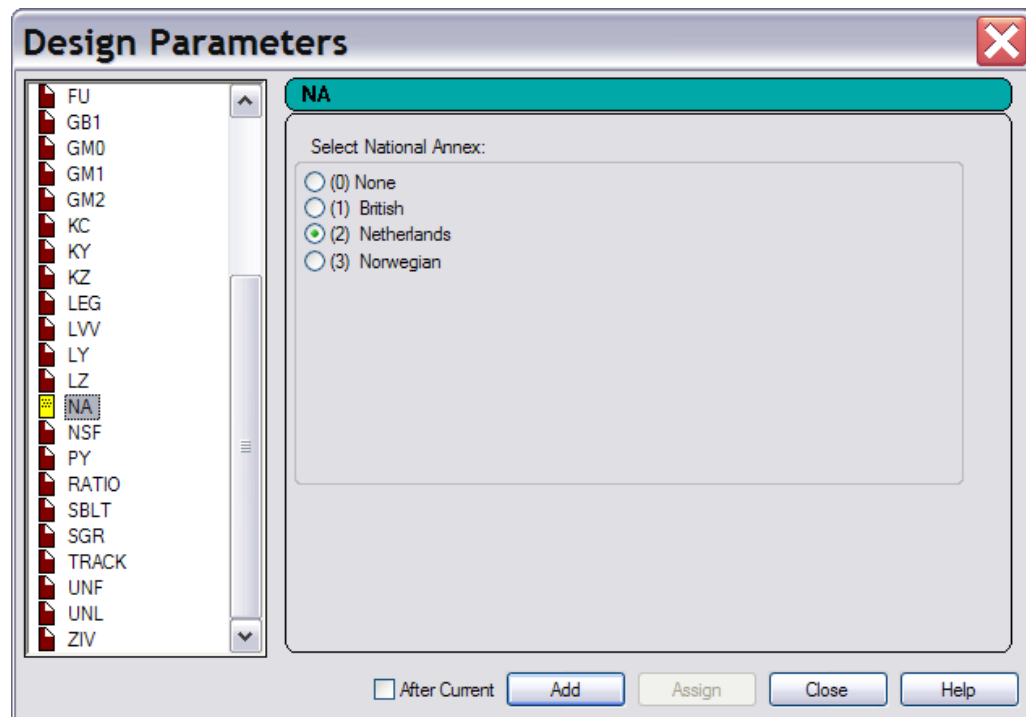 Design Parameters
FU
GB1
GM0
GM1
GM2
KC
KY
KZ
LEG
LVV
LY
LZ
NA
NSF
PY
RATIO
SBLT
SGR
TRACK
UNF
UNL
ZIV
NA
Select National Annex:
(0) None
(1) British
(2) Netherlands
(3) Norwegian
After Current Add Assign Close Help